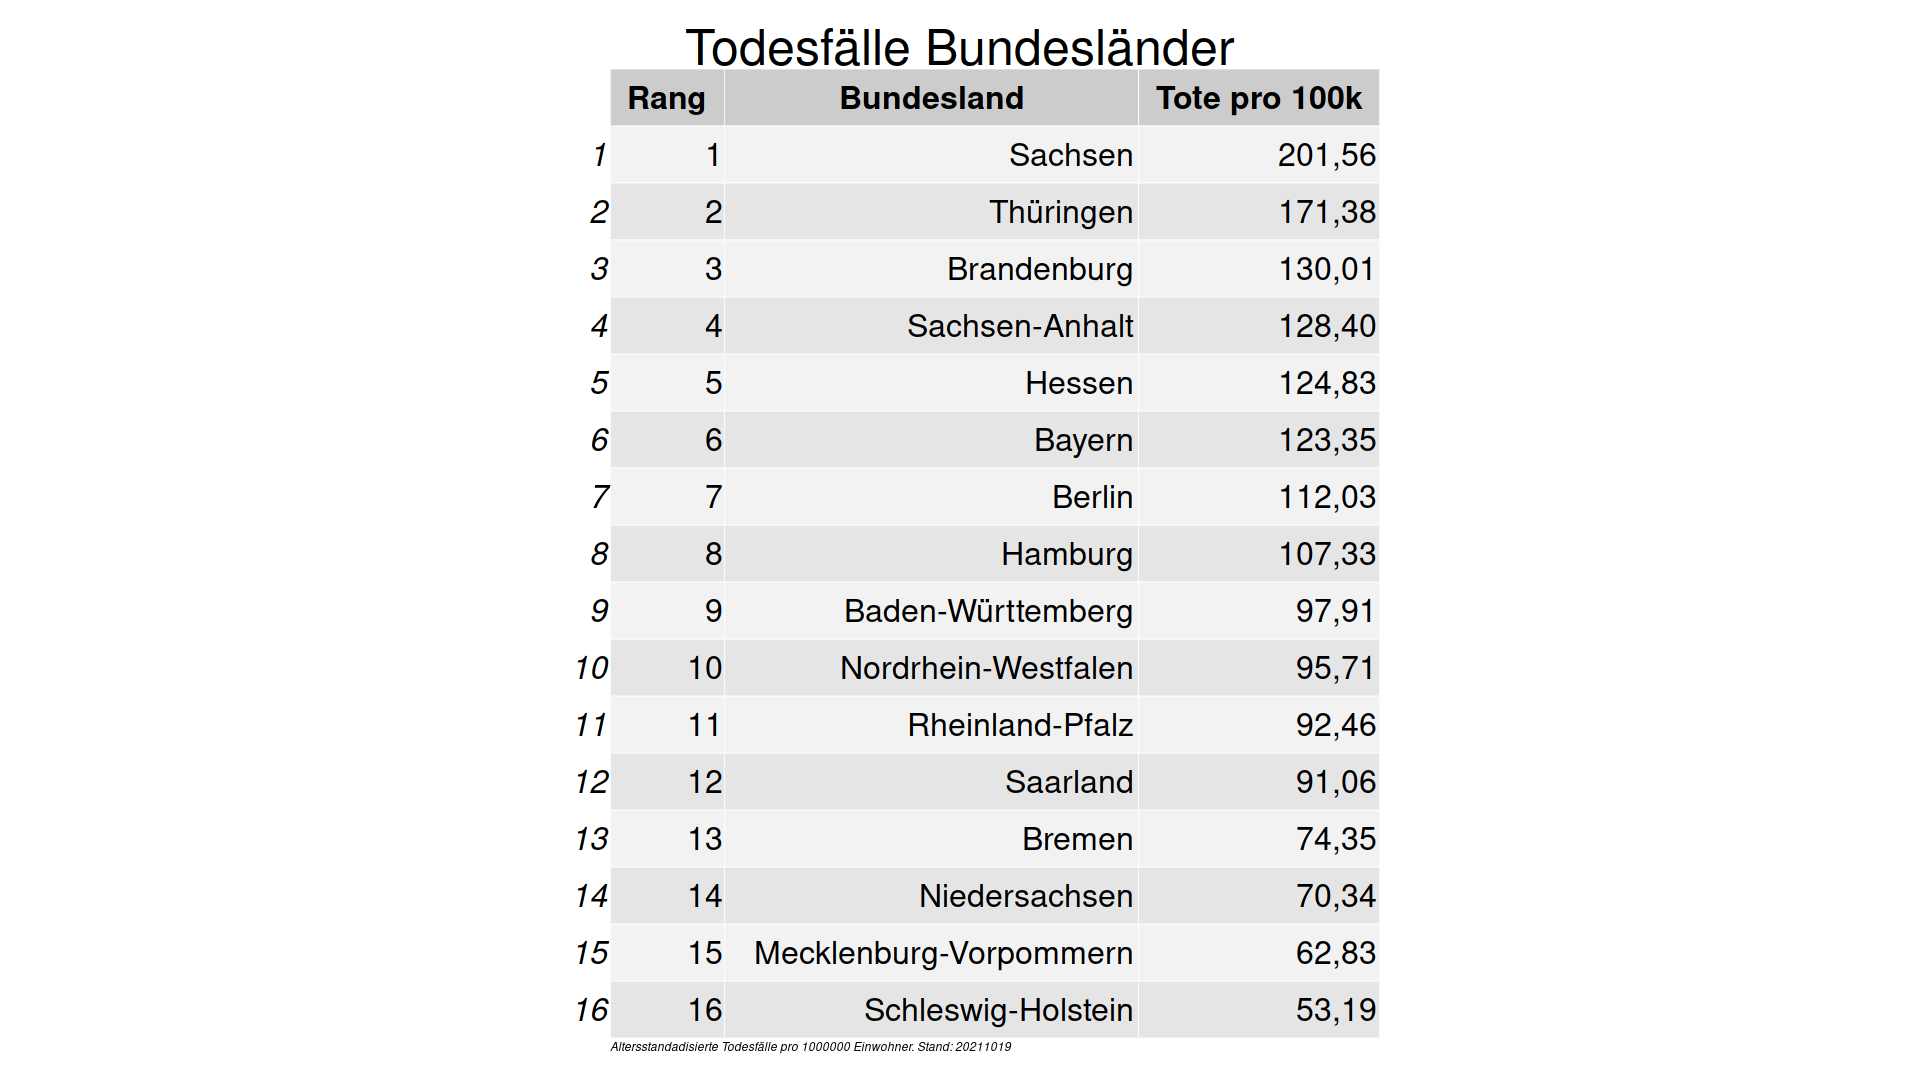 Todesfälle Bundesländer
Rang Bundesland Tote pro 100k
1 1 Sachsen 201,56
2 2 Thüringen 171,38
3 3 Brandenburg 130,01
4 4 Sachsen-Anhalt 128,40
5 5 Hessen 124,83
6 6 Bayern 123,35
7 7 Berlin 112,03
8 8 Hamburg 107,33
9 9 Baden-Württemberg 97,91
10 10 Nordrhein-Westfalen 95,71
11 11 Rheinland-Pfalz 92,46
12 12 Saarland 91,06
13 13 Bremen 74,35
14 14 Niedersachsen 70,34
15 15 Mecklenburg-Vorpommern 62,83
16 16 Schleswig-Holstein 53,19
Altersstandadisierte Todesfälle pro 1000000 Einwohner. Stand: 20211019